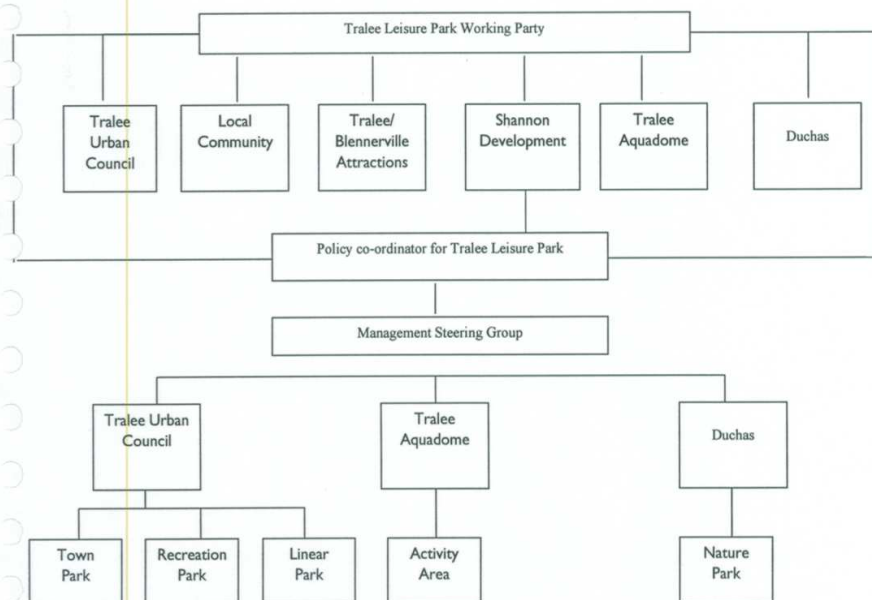 Tralee Leisure Park Working Party
Tralee
Urban
Council
Local
Community
Tralee/
Blennerville
Attractions
Shannon
Development
Tralee
Aquadome
Duchas
Policy co-ordinator for Tralee Leisure Park
Management Steering Group
Tralee Urban
Council
Tralee
Aquadome
Duchas
Town
Park
Recreation
Park
Linear
Park
Activity
Area
Nature
Park